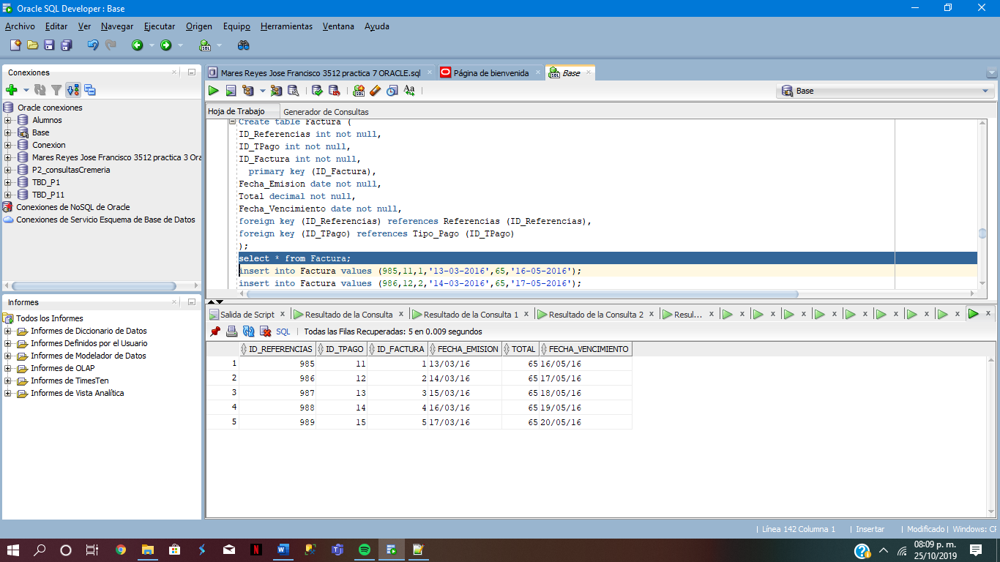 Oracle SQL Developer : Base
Archivo Editar Ver Navegar Ejecutar Origen Equipo Herramientas Ventana Ayuda
Conexiones
Oracle conexiones
Alumnos
Base
Conexion
Mares Reyes Jose Francisco 3512 practica 3 Ora
P2_consultasCremeria
TBD_P1
TBD_P11
Conexiones de NoSQL de Oracle
Conexiones de Servicio Esquema de Base de Datos
Informes
Todos los Informes
Informes de Diccionario de Datos
Informes Definidos por el Usuario
Informes de Modelador de Datos
Informes de OLAP
Informes de TimesTen
Informes de Vista Analítica
Mares Reyes Jose Francisco 3512 practica 7 ORACLE.sql Página de bienvenida Base
Base
Hoja de Trabajo Generador de Consultas
Create table Factura (
ID_Referencias int not null,
ID_TPago int not null,
ID_Factura int not null,
primary key (ID_Factura),
Fecha_Emision date not null,
Total decimal not null,
Fecha_Vencimiento date not null,
foreign key (ID_Referencias) references Referencias (ID_Referencias),
foreign key (ID_TPago) references Tipo_Pago (ID_TPago)
);
select * from Factura;
insert into Factura values (985,11,1,'13-03-2016',65,'16-05-2016');
insert into Factura values (986,12,2,'14-03-2016',65,'17-05-2016');
Salida de Script x Resultado de la Consulta x Resultado de la Consulta 1 x Resultado de la Consulta 2 x Resul... x x x x x x x x x x
SQL | Todas las Filas Recuperadas: 5 en 0.009 segundos
ID_REFERENCIAS ID_TPAGO ID_FACTURA FECHA_EMISION TOTAL FECHA_VENCIMIENTO
1 985 11 1 13/03/16 65 16/05/16
2 986 12 2 14/03/16 65 17/05/16
3 987 13 3 15/03/16 65 18/05/16
4 988 14 4 16/03/16 65 19/05/16
5 989 15 5 17/03/16 65 20/05/16
| Línea 142 Columna 1 | Insertar | Modificado | Windows: CF
08:09 p. m.
25/10/2019